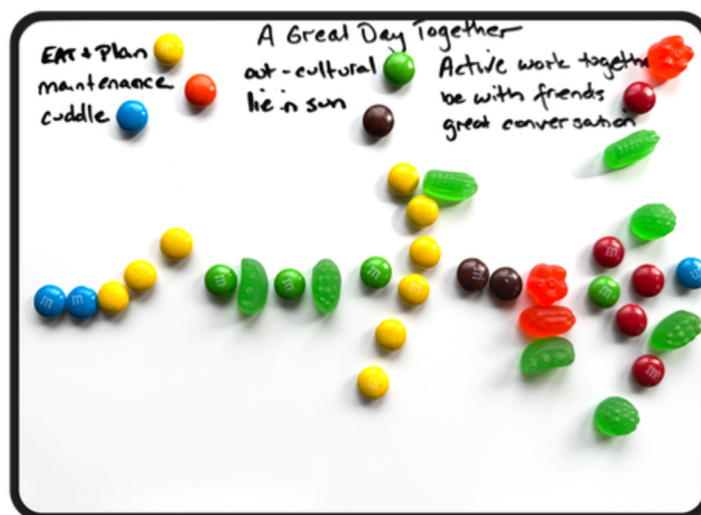 A Great Day Together
EAT + Plan
maintenance
cuddle
out-cultural
lie in sun
Active work together
be with friends
great conversation
m
m
m
m
m
m
m
m
m
m
m